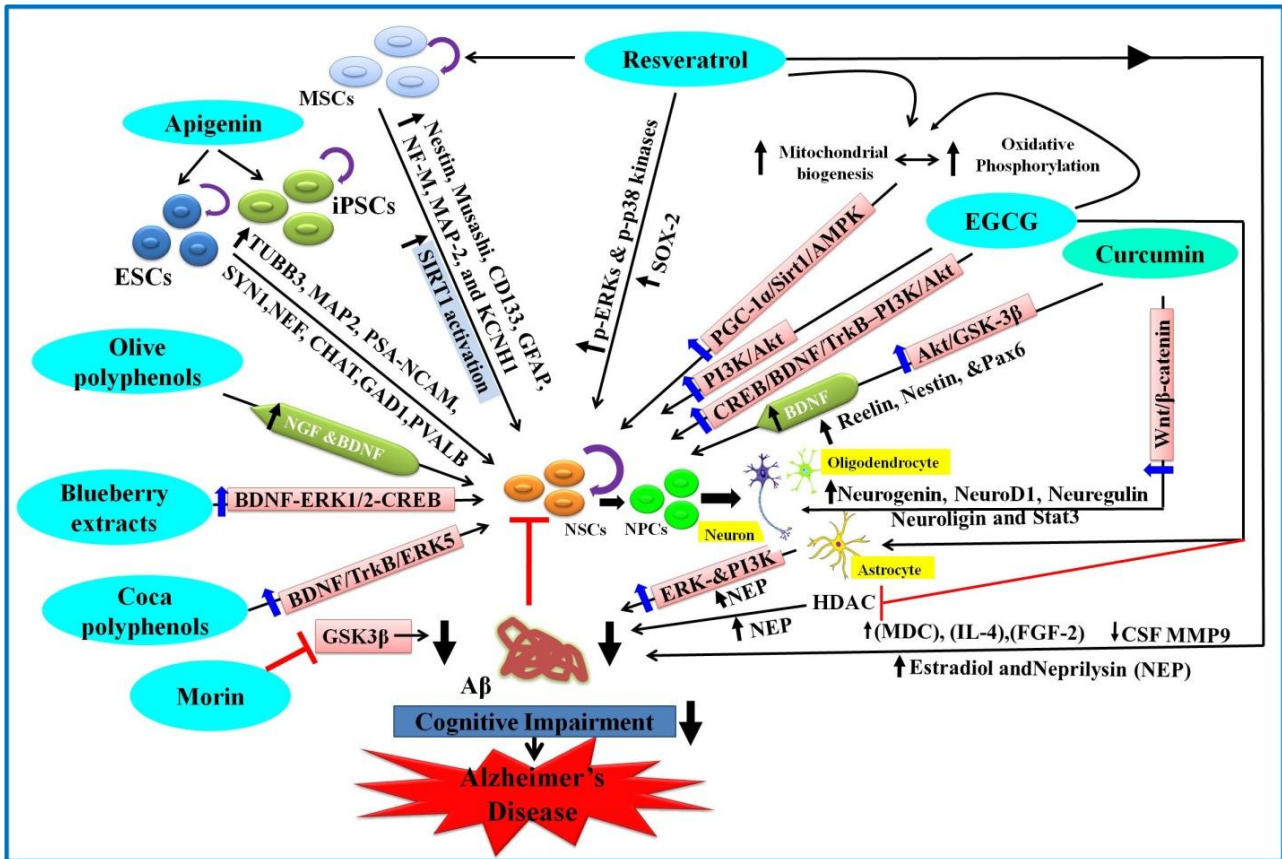 Resveratrol
MSCs
Apigenin
iPSCs
ESCs
Nestin, Musashi, CD133, GFAP,
NF-M, MAP-2, and KCNH1
SIRT1 activation
p-ERKs & p-p38 kinases
SOX-2
Mitochondrial
biogenesis
Oxidative
Phosphorylation
EGCG
Curcumin
TUBB3, MAP2, PSA-NCAM,
SYN1,NEF, CHAT,GAD1,PVALB
PGC-1α/Sirt1/AMPK
PI3K/Akt
CREB/BDNF/TrkB-PI3K/Akt
Akt/GSK-3β
BDNF
Reelin, Nestin, &Pax6
Wnt/β-catenin
Olive
polyphenols
NGF &BDNF
Blueberry
extracts
BDNF-ERK1/2-CREB
NSCs
NPCs
Neuron
Oligodendrocyte
Neurogenin, NeuroD1, Neuregulin
Neuroligin and Stat3
Astrocyte
Coca
polyphenols
BDNF/TrkB/ERK5
ERK-&PI3K
NEP
HDAC
NEP
(MDC), (IL-4),(FGF-2)
CSF MMP9
Estradiol andNeprilysin (NEP)
Morin
GSK3β
Aβ
Cognitive Impairment
Alzheimer's
Disease